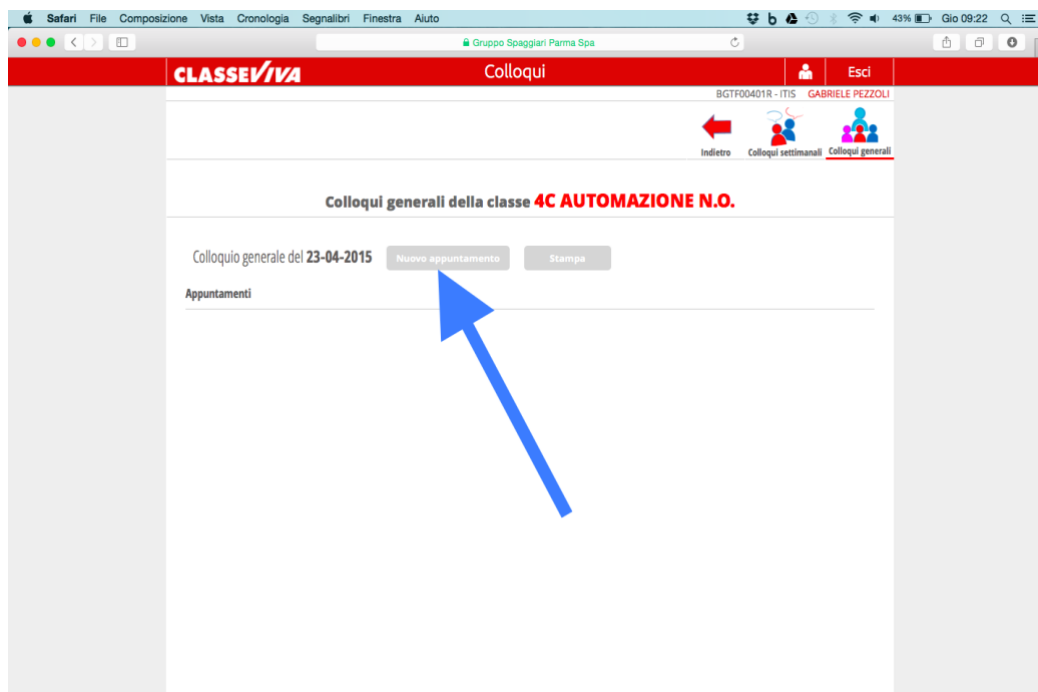 Safari File Composizione Vista Cronologia Segnalibri Finestra Aiuto 43% Gio 09:22
Gruppo Spaggiari Parma Spa
CLASSEVIVA Colloqui Esci
BGTF00401R - ITIS GABRIELE PEZZOLI
Indietro Colloqui settimanali Colloqui generali
Colloqui generali della classe 4C AUTOMAZIONE N.O.
Colloquio generale del 23-04-2015 Nuovo appuntamento Stampa
Appuntamenti